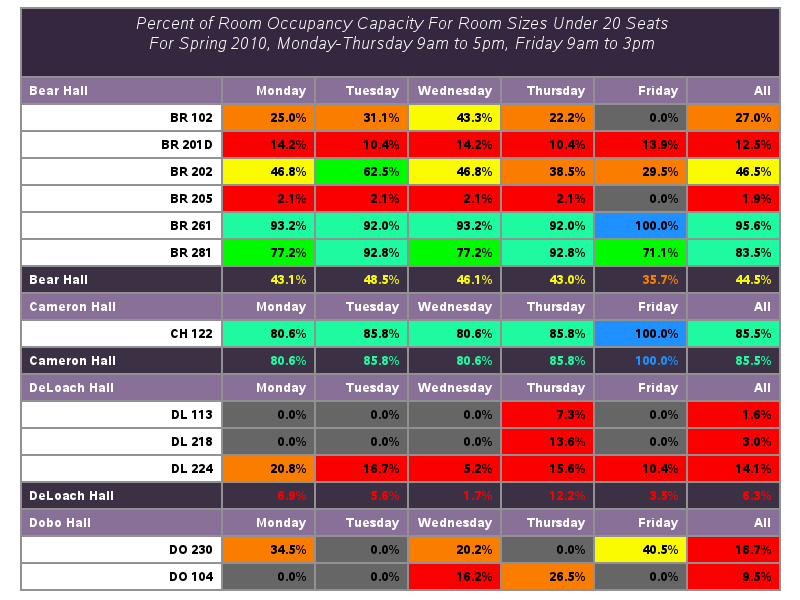 Percent of Room Occupancy Capacity For Room Sizes Under 20 Seats
For Spring 2010, Monday-Thursday 9am to 5pm, Friday 9am to 3pm
Bear Hall Monday Tuesday Wednesday Thursday Friday All
BR 102 25.0% 31.1% 43.3% 22.2% 0.0% 27.0%
BR 201D 14.2% 10.4% 14.2% 10.4% 13.9% 12.5%
BR 202 46.8% 62.5% 46.8% 38.5% 29.5% 46.5%
BR 205 2.1% 2.1% 2.1% 2.1% 0.0% 1.9%
BR 261 93.2% 92.0% 93.2% 92.0% 100.0% 95.6%
BR 281 77.2% 92.8% 77.2% 92.8% 71.1% 83.5%
Bear Hall 43.1% 48.5% 46.1% 43.0% 35.7% 44.5%
Cameron Hall Monday Tuesday Wednesday Thursday Friday All
CH 122 80.6% 85.8% 80.6% 85.8% 100.0% 85.5%
Cameron Hall 80.6% 85.8% 80.6% 85.8% 100.0% 85.5%
DeLoach Hall Monday Tuesday Wednesday Thursday Friday All
DL 113 0.0% 0.0% 0.0% 7.3% 0.0% 1.6%
DL 218 0.0% 0.0% 0.0% 13.6% 0.0% 3.0%
DL 224 20.8% 16.7% 5.2% 15.6% 10.4% 14.1%
DeLoach Hall 6.9% 5.6% 1.7% 12.2% 3.5% 6.3%
Dobo Hall Monday Tuesday Wednesday Thursday Friday All
DO 230 34.5% 0.0% 20.2% 0.0% 40.5% 16.7%
DO 104 0.0% 0.0% 16.2% 26.5% 0.0% 9.5%